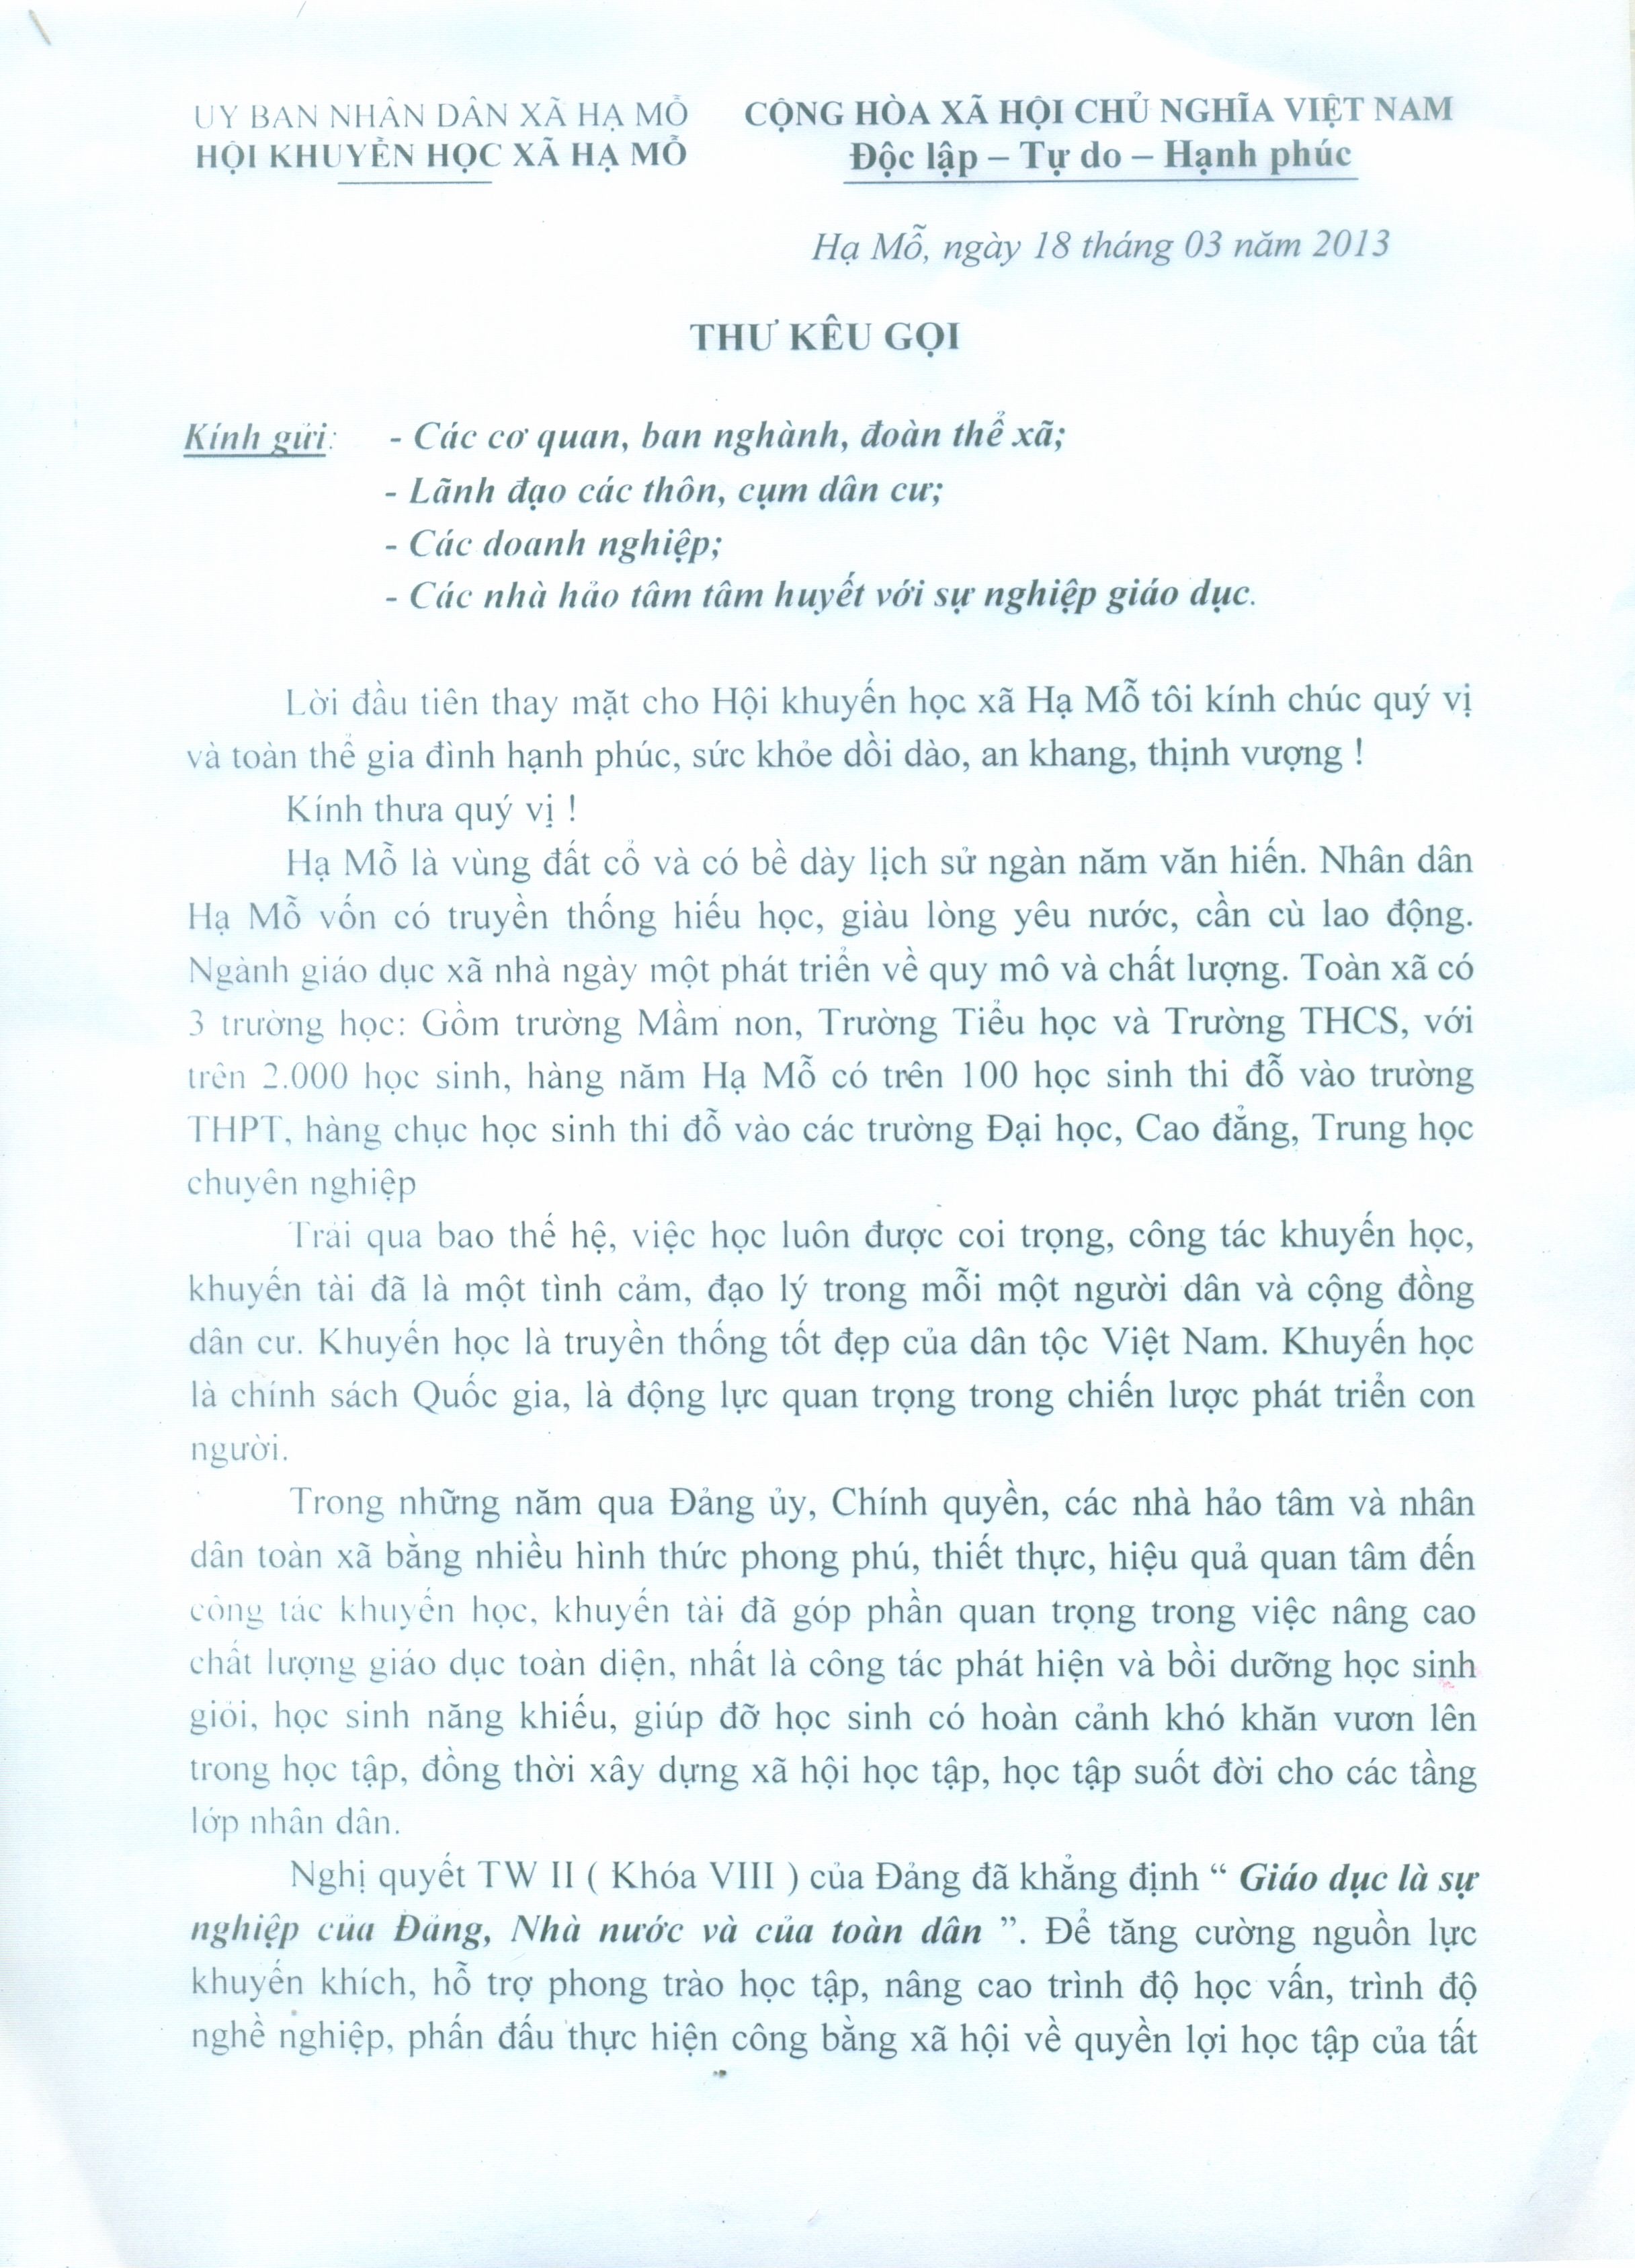 UY BAN NHÂN DÂN XÃ HẠ MỖ
HỘI KHUYẾN HỌC XÃ HẠ MỖ
CỘNG HÒA XÃ HỘI CHỦ NGHĨA VIỆT NAM
Độc lập – Tự do – Hạnh phúc
Hạ Mỗ, ngày 18 tháng 03 năm 2013
THƯ KÊU GỌI
Kính gửi: - Các cơ quan, ban nghành, đoàn thể xã;
- Lãnh đạo các thôn, cụm dân cư;
- Các doanh nghiệp;
- Các nhà hảo tâm tâm huyết với sự nghiệp giáo dục.
Lời đầu tiên thay mặt cho Hội khuyến học xã Hạ Mỗ tôi kính chúc quý vị
và toàn thể gia đình hạnh phúc, sức khỏe dồi dào, an khang, thịnh vượng !
Kính thưa quý vị !
Hạ Mỗ là vùng đất cổ và có bề dày lịch sử ngàn năm văn hiến. Nhân dân
Hạ Mỗ vốn có truyền thống hiếu học, giàu lòng yêu nước, cần cù lao động.
Ngành giáo dục xã nhà ngày một phát triển về quy mô và chất lượng. Toàn xã có
3 trường học: Gồm trường Mầm non, Trường Tiểu học và Trường THCS, với
trên 2.000 học sinh, hàng năm Hạ Mỗ có trên 100 học sinh thi đỗ vào trường
THPT, hàng chục học sinh thi đỗ vào các trường Đại học, Cao đẳng, Trung học
chuyên nghiệp
Trải qua bao thế hệ, việc học luôn được coi trọng, công tác khuyến học,
khuyến tài đã là một tình cảm, đạo lý trong mỗi một người dân và cộng đồng
dân cư. Khuyến học là truyền thống tốt đẹp của dân tộc Việt Nam. Khuyến học
là chính sách Quốc gia, là động lực quan trọng trong chiến lược phát triển con
người.
Trong những năm qua Đảng ủy, Chính quyền, các nhà hảo tâm và nhân
dân toàn xã bằng nhiều hình thức phong phú, thiết thực, hiệu quả quan tâm đến
công tác khuyến học, khuyến tài đã góp phần quan trọng trong việc nâng cao
chất lượng giáo dục toàn diện, nhất là công tác phát hiện và bồi dưỡng học sinh
giỏi, học sinh năng khiếu, giúp đỡ học sinh có hoàn cảnh khó khăn vươn lên
trong học tập, đồng thời xây dựng xã hội học tập, học tập suốt đời cho các tầng
lớp nhân dân.
Nghị quyết TW II ( Khóa VIII ) của Đảng đã khẳng định “ Giáo dục là sự
nghiệp của Đảng, Nhà nước và của toàn dân ”. Để tăng cường nguồn lực
khuyến khích, hỗ trợ phong trào học tập, nâng cao trình độ học vấn, trình độ
nghề nghiệp, phấn đấu thực hiện công bằng xã hội về quyền lợi học tập của tất